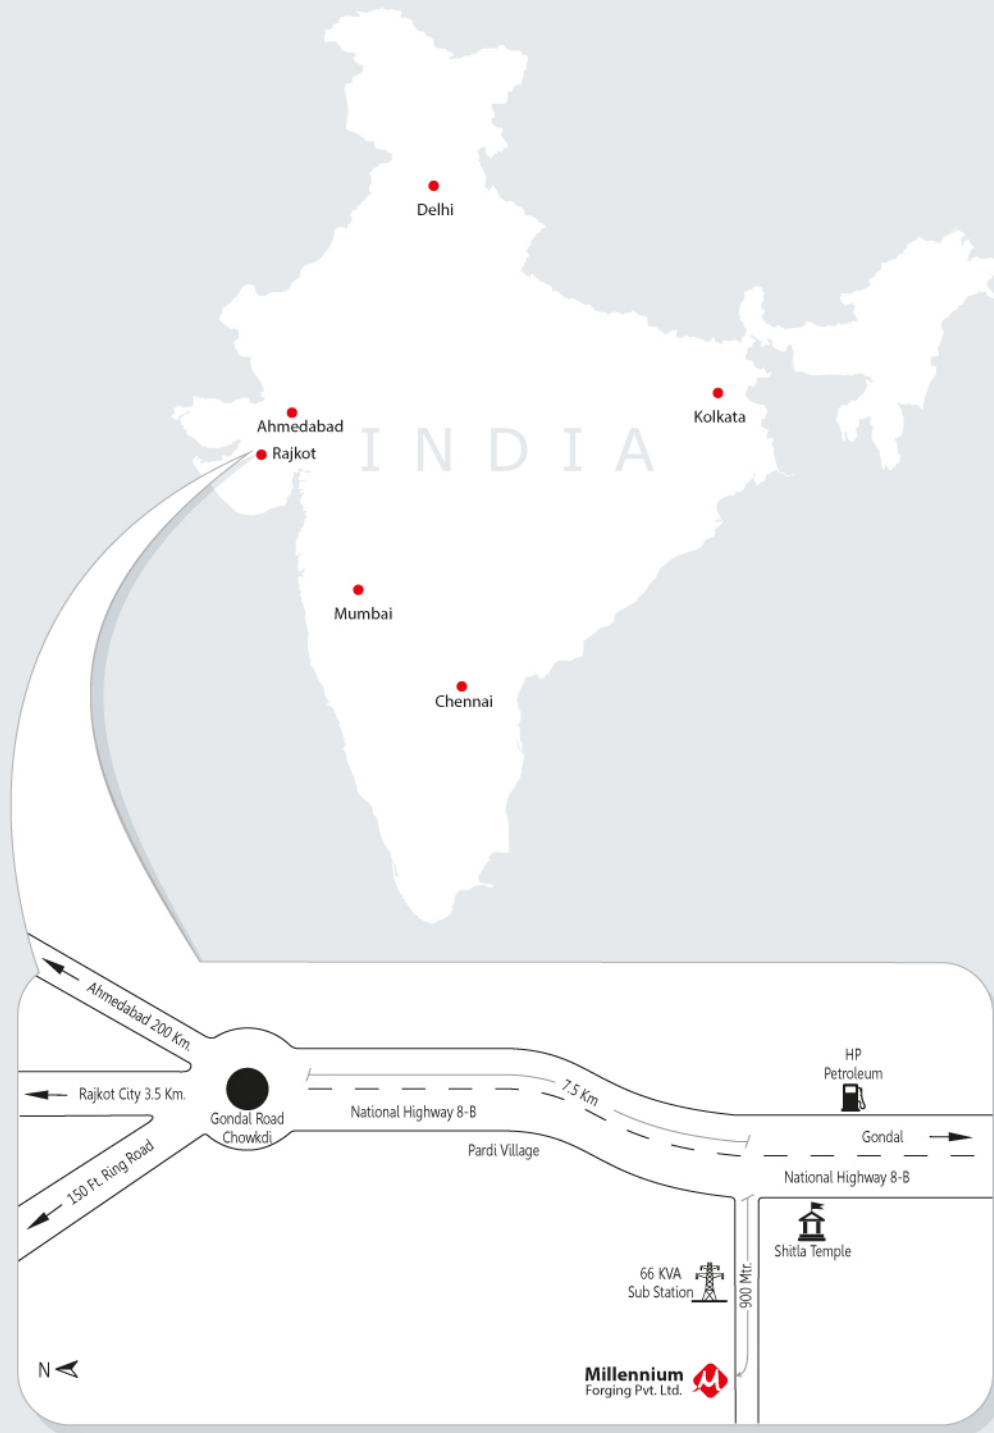 Delhi
Kolkata
Ahmedabad
Rajkot
INDIA
Mumbai
Chennai
Ahmedabad 200 Km.
Rajkot City 3.5 Km.
150 Ft. Ring Road
Gondal Road
Chowkdi
National Highway 8-B
7.5 Km
Pardi Village
HP
Petroleum
Gondal
National Highway 8-B
Shitla Temple
66 KVA
Sub Station
900 Mtr.
N
Millennium
Forging Pvt. Ltd.